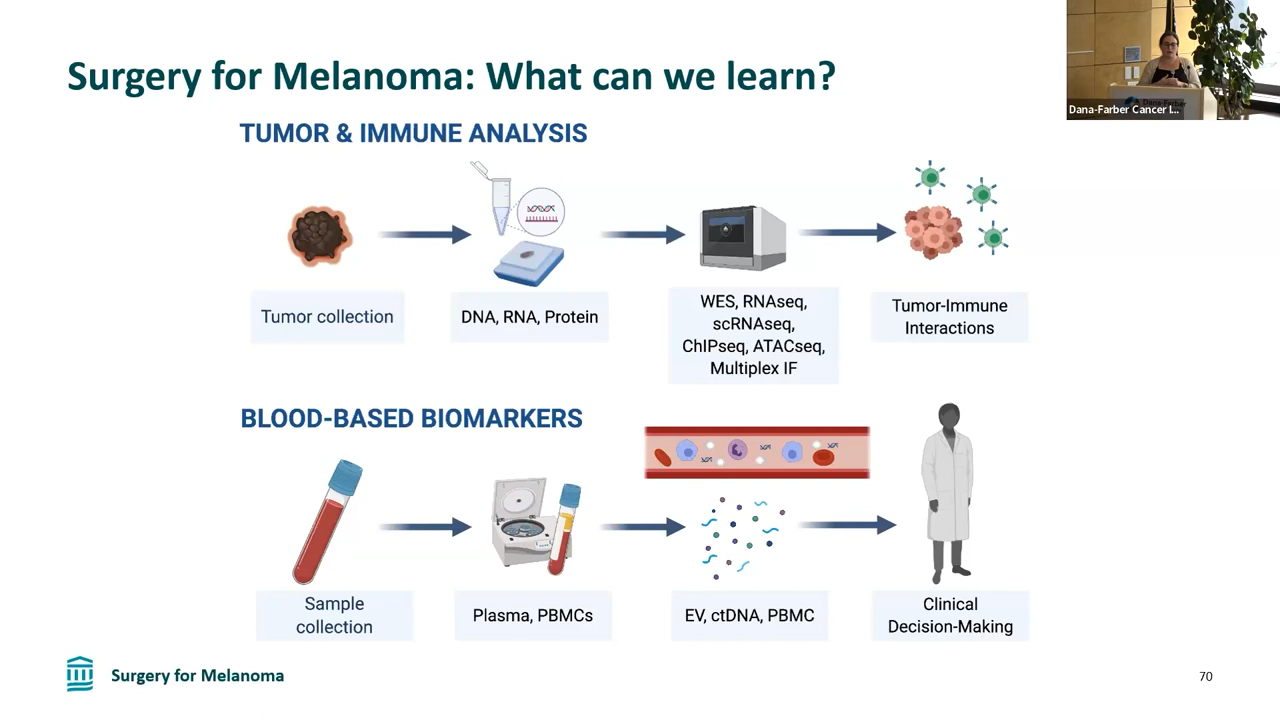 Surgery for Melanoma: What can we learn?
Dana-Farber Cancer I...
TUMOR & IMMUNE ANALYSIS
Tumor collection
DNA, RNA, Protein
WES, RNAseq,
scRNAseq,
ChIPseq, ATACseq,
Multiplex IF
Tumor-Immune
Interactions
BLOOD-BASED BIOMARKERS
Sample
collection
Plasma, PBMCs
EV, ctDNA, PBMC
Clinical
Decision-Making
Surgery for Melanoma
70